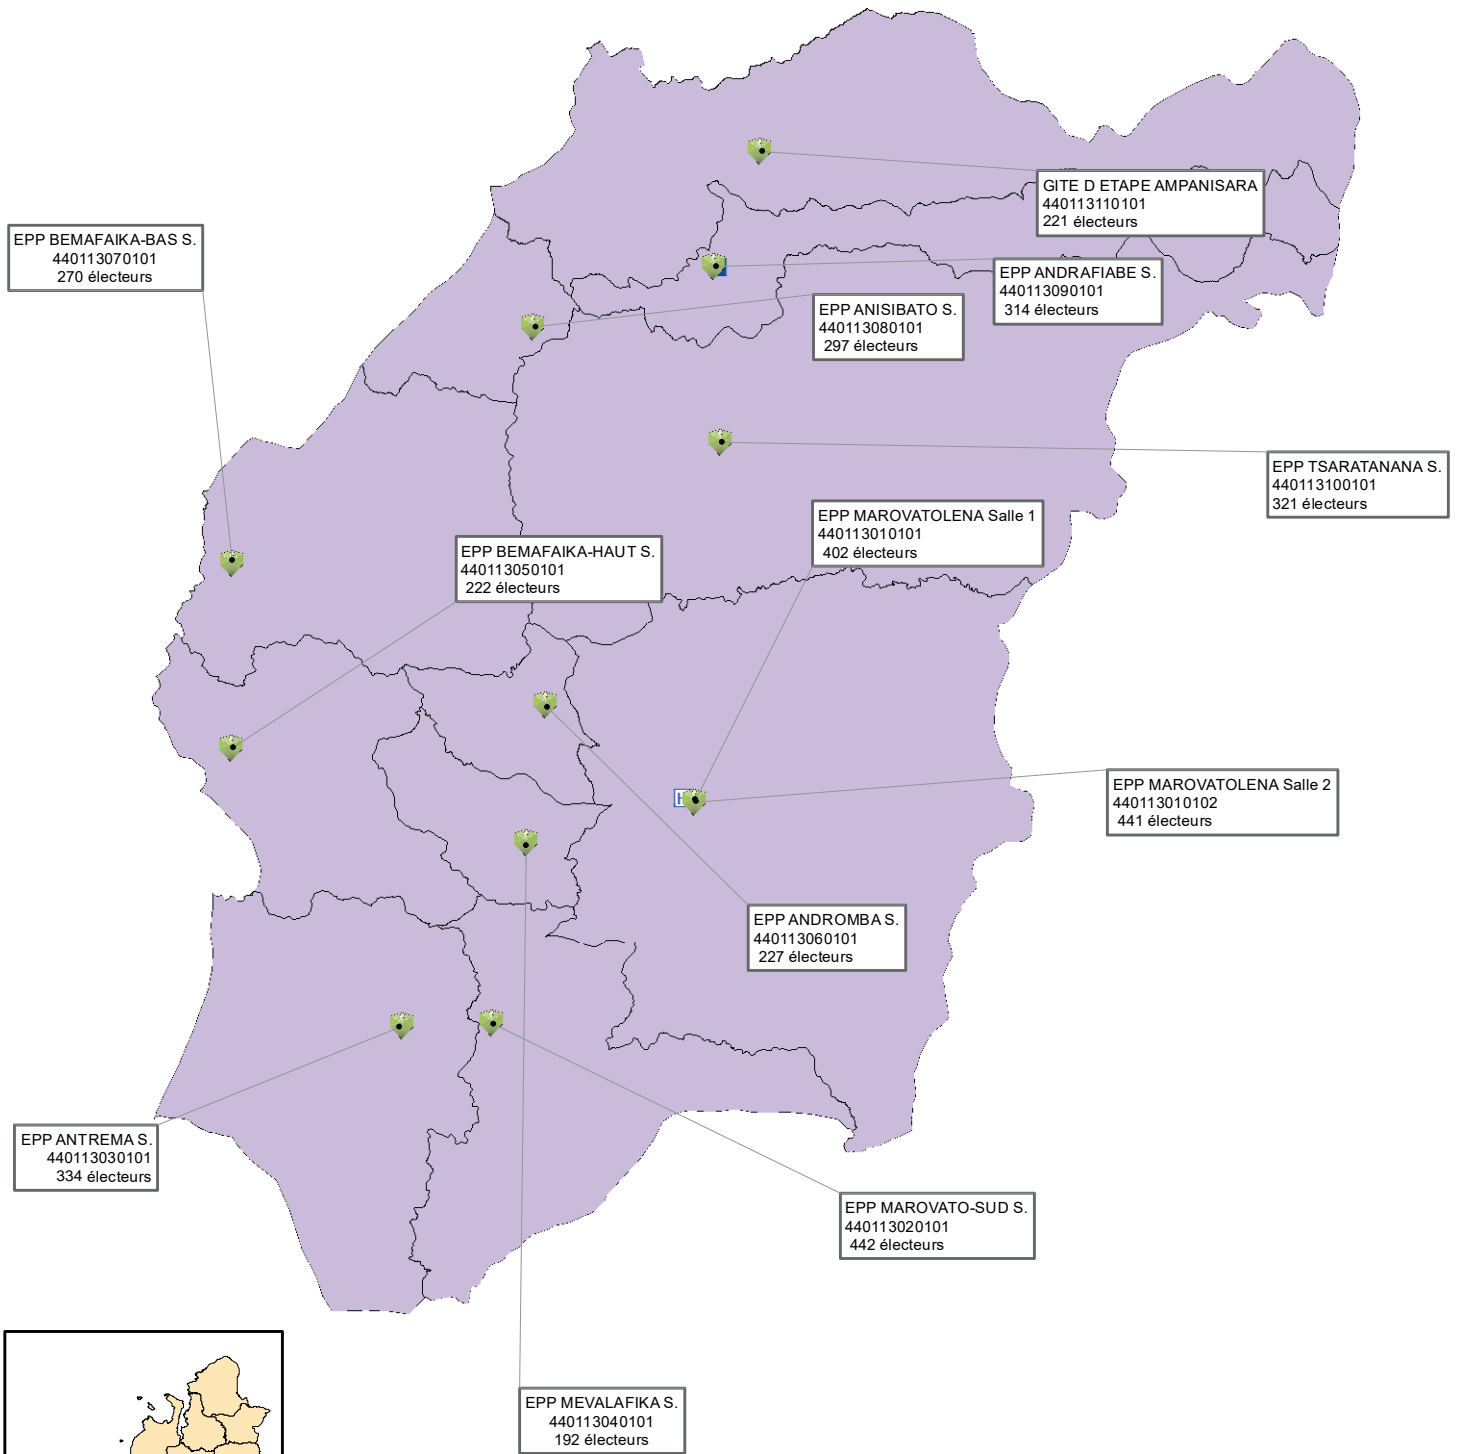 GITE D ETAPE AMPANISARA
440113110101
221 électeurs
EPP BEMAFAIKA-BAS S.
440113070101
270 électeurs
EPP ANDRAFIABE S.
440113090101
314 électeurs
EPP ANISIBATO S.
440113080101
297 électeurs
EPP TSARATANANA S.
440113100101
321 électeurs
EPP MAROVATOLENA Salle 1
440113010101
402 électeurs
EPP BEMAFAIKA-HAUT S.
440113050101
222 électeurs
EPP MAROVATOLENA Salle 2
440113010102
441 électeurs
EPP ANDROMBA S.
440113060101
227 électeurs
EPP ANTREMA S.
440113030101
334 électeurs
EPP MAROVATO-SUD S.
440113020101
442 électeurs
EPP MEVALAFIKA S.
440113040101
192 électeurs